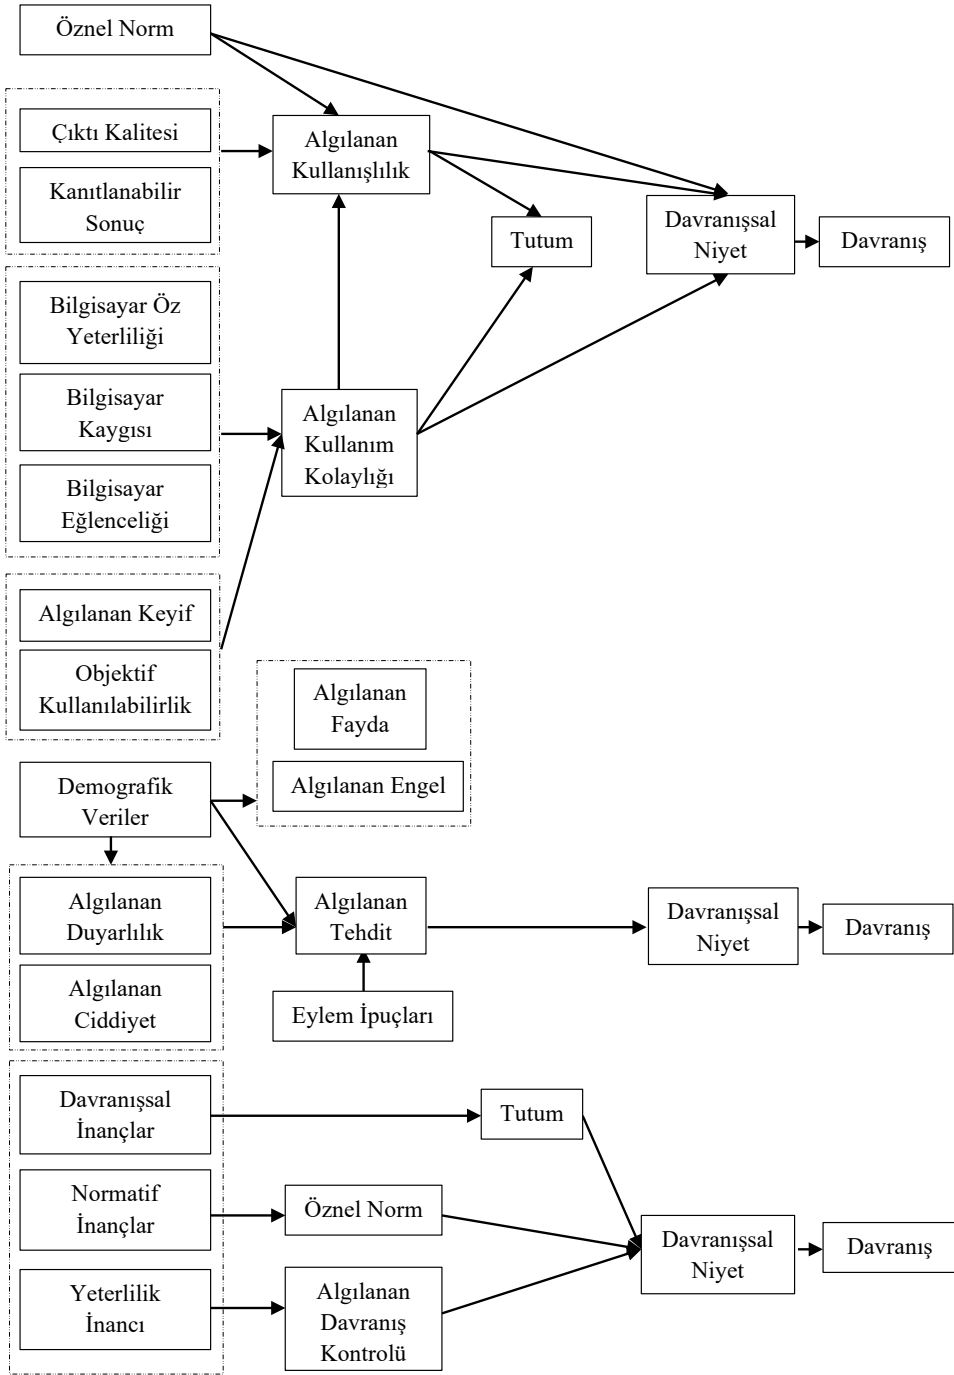 Öznel Norm
Çıktı Kalitesi
Kanıtlanabilir
Sonuç
Algılanan
Kullanışlılık
Tutum
Davranışsal
Niyet
Davranış
Bilgisayar Öz
Yeterliliği
Bilgisayar
Kaygısı
Bilgisayar
Eğlenceliği
Algılanan
Kullanım
Kolaylığı
Algılanan Keyif
Objektif
Kullanılabilirlik
Algılanan
Fayda
Algılanan Engel
Demografik
Veriler
Algılanan
Duyarlılık
Algılanan
Ciddiyet
Algılanan
Tehdit
Eylem İpuçları
Davranışsal
Niyet
Davranış
Davranışsal
İnançlar
Tutum
Normatif
İnançlar
Öznel Norm
Yeterlilik
İnancı
Algılanan
Davranış
Kontrolü
Davranışsal
Niyet
Davranış